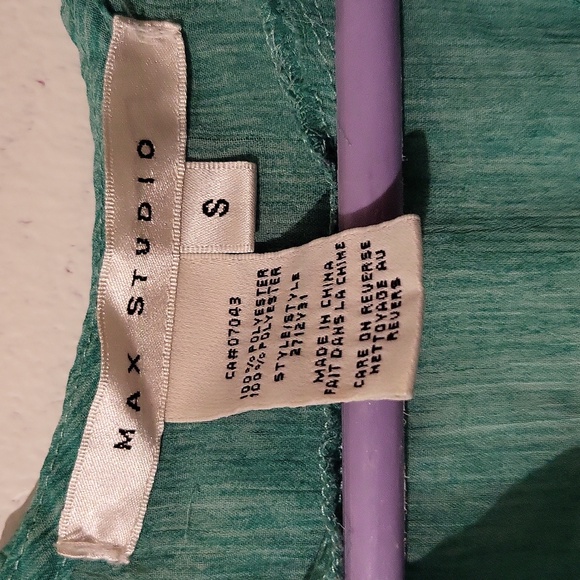 MAX STUDIO
S
CA#07043
100% POLYESTER
100% POLYESTER
STYLE/STYLE
2712Y31
MADE IN CHINA
FAIT DANS LA CHINE
CARE ON REVERSE
NETTOYAGE AU
REVERS